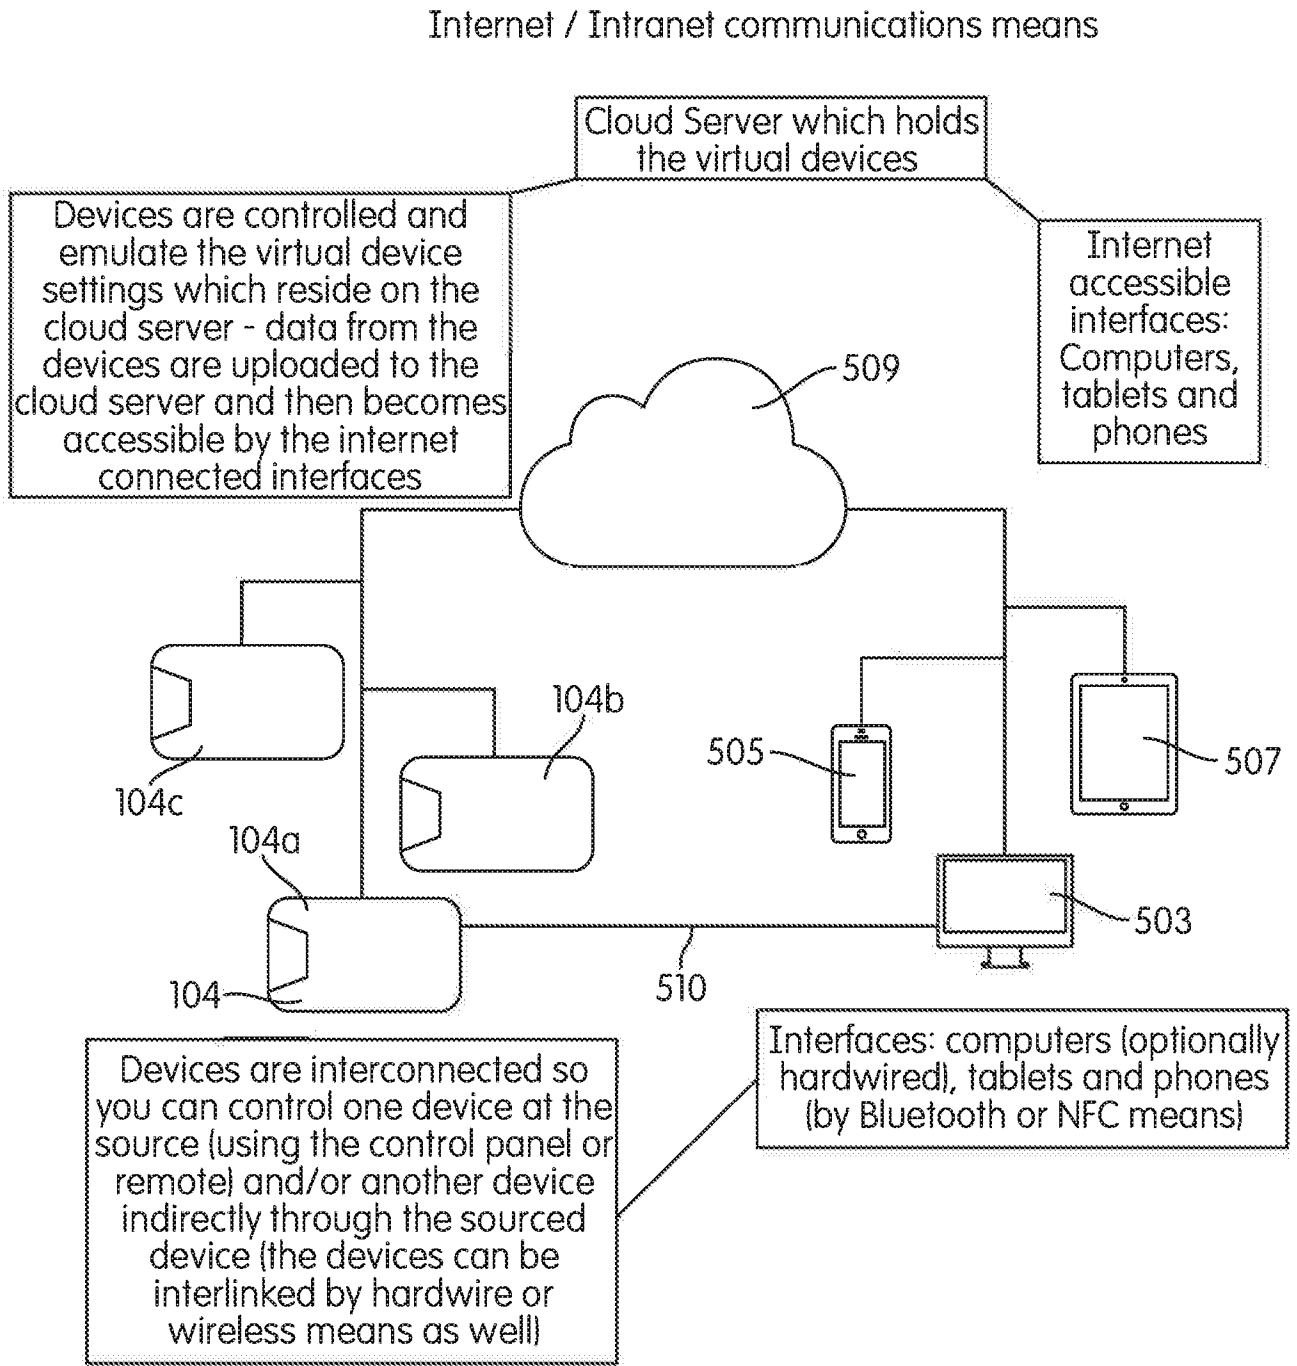 Internet / Intranet communications means
Cloud Server which holds
the virtual devices
Devices are controlled and
emulate the virtual device
settings which reside on the
cloud server - data from the
devices are uploaded to the
cloud server and then becomes
accessible by the internet
connected interfaces
Internet
accessible
interfaces:
Computers,
tablets and
phones
509
104b
505
507
104c
104a
503
104
510
Devices are interconnected so
you can control one device at the
source (using the control panel or
remote) and/or another device
indirectly through the sourced
device (the devices can be
interlinked by hardwire or
wireless means as well)
Interfaces: computers (optionally
hardwired), tablets and phones
(by Bluetooth or NFC means)